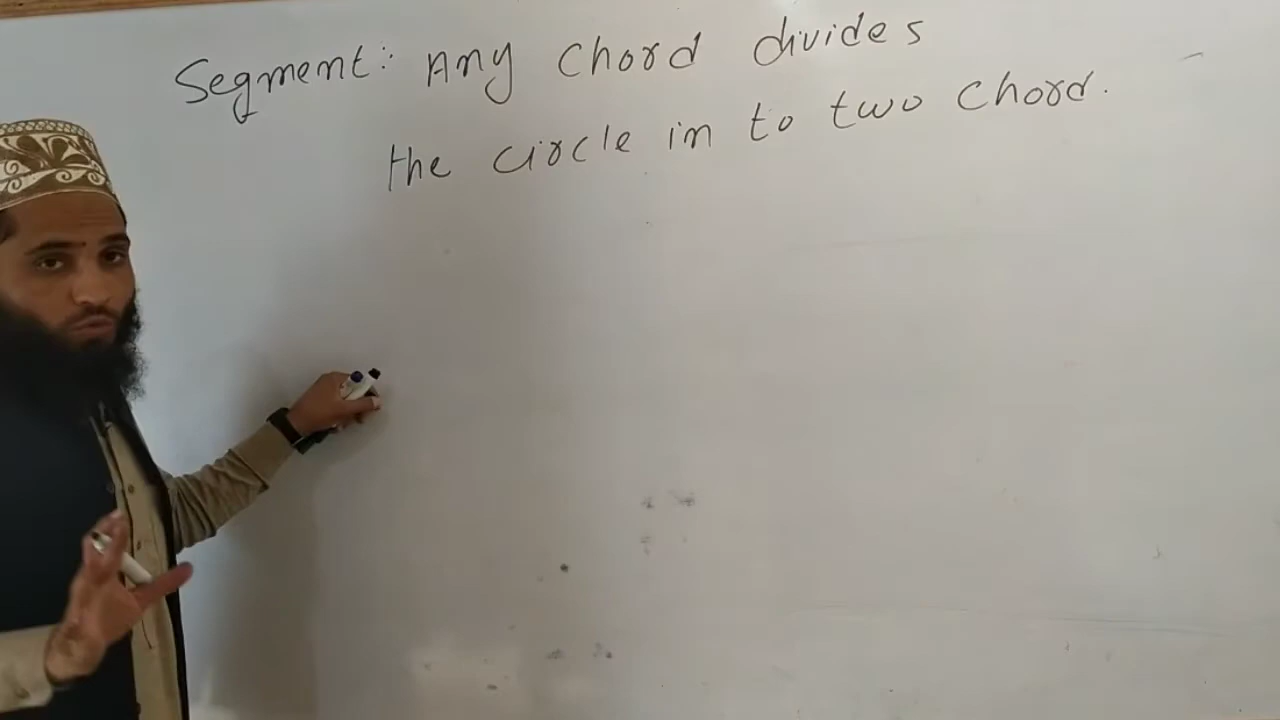 Segment: Any chord divides
the circle in to two chord.